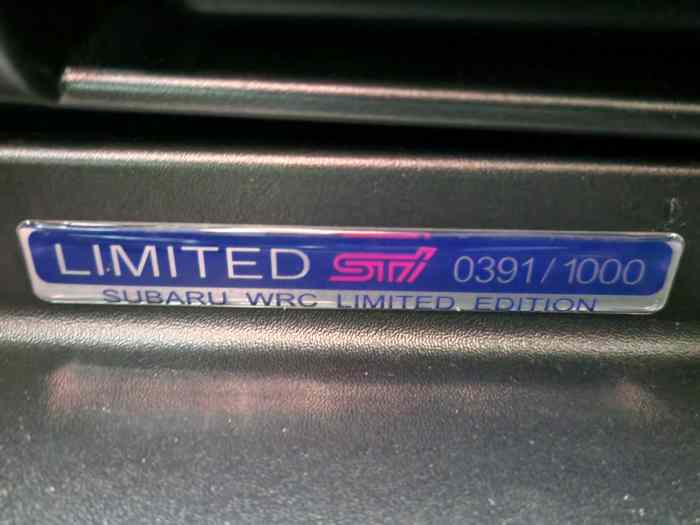 LIMITED STi 0391/1000
SUBARU WRC LIMITED EDITION